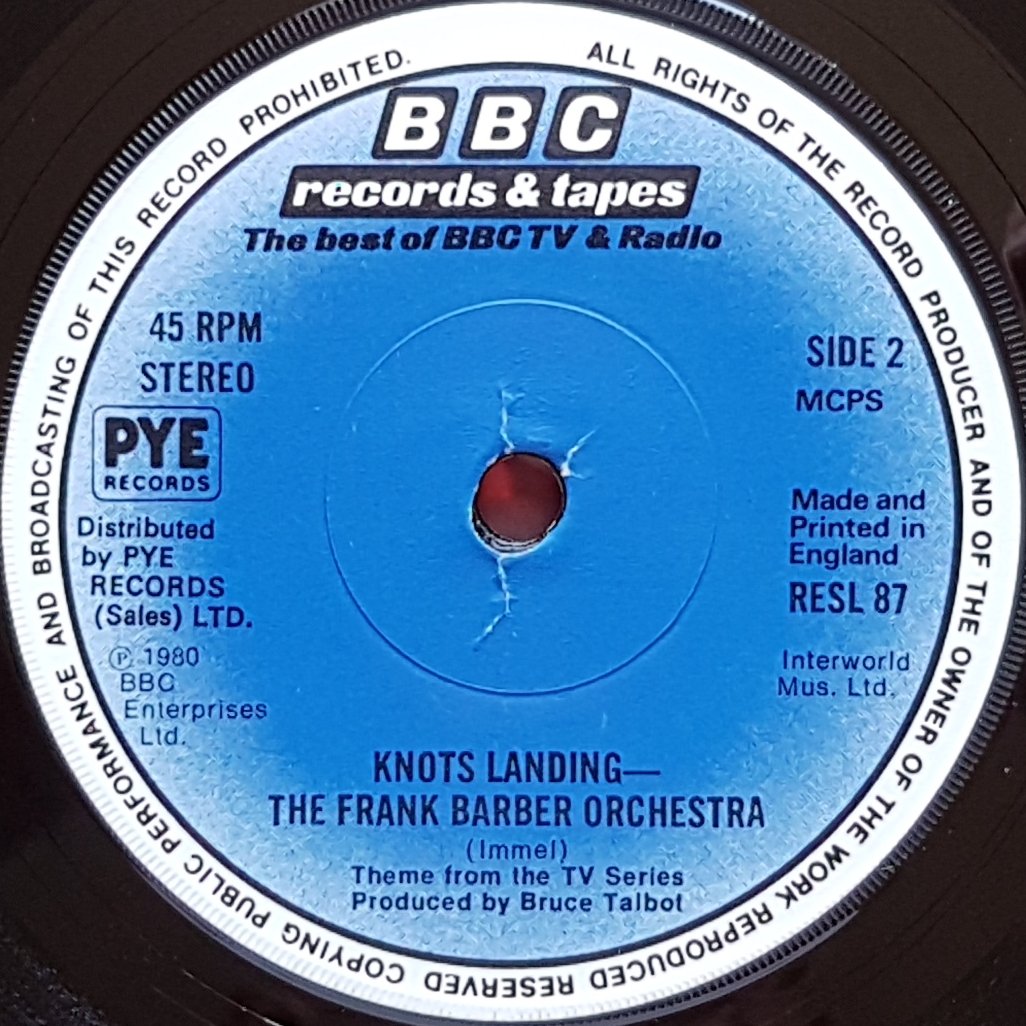 ALL RIGHTS OF THE RECORD PRODUCER AND OF THE OWNER OF THE WORK REPRODUCED RESERVED COPYING PUBLIC PERFORMANCE AND BROADCASTING OF THIS RECORD PROHIBITED.
BBC
records & tapes
The best of BBC TV & Radio
45 RPM
STEREO
PYE
RECORDS
Distributed
by PYE
RECORDS
(Sales) LTD.
Ⓟ 1980
BBC
Enterprises
Ltd.
SIDE 2
MCPS
Made and
Printed in
England
RESL 87
Interworld
Mus. Ltd.
KNOTS LANDING—
THE FRANK BARBER ORCHESTRA
(Immel)
Theme from the TV Series
Produced by Bruce Talbot